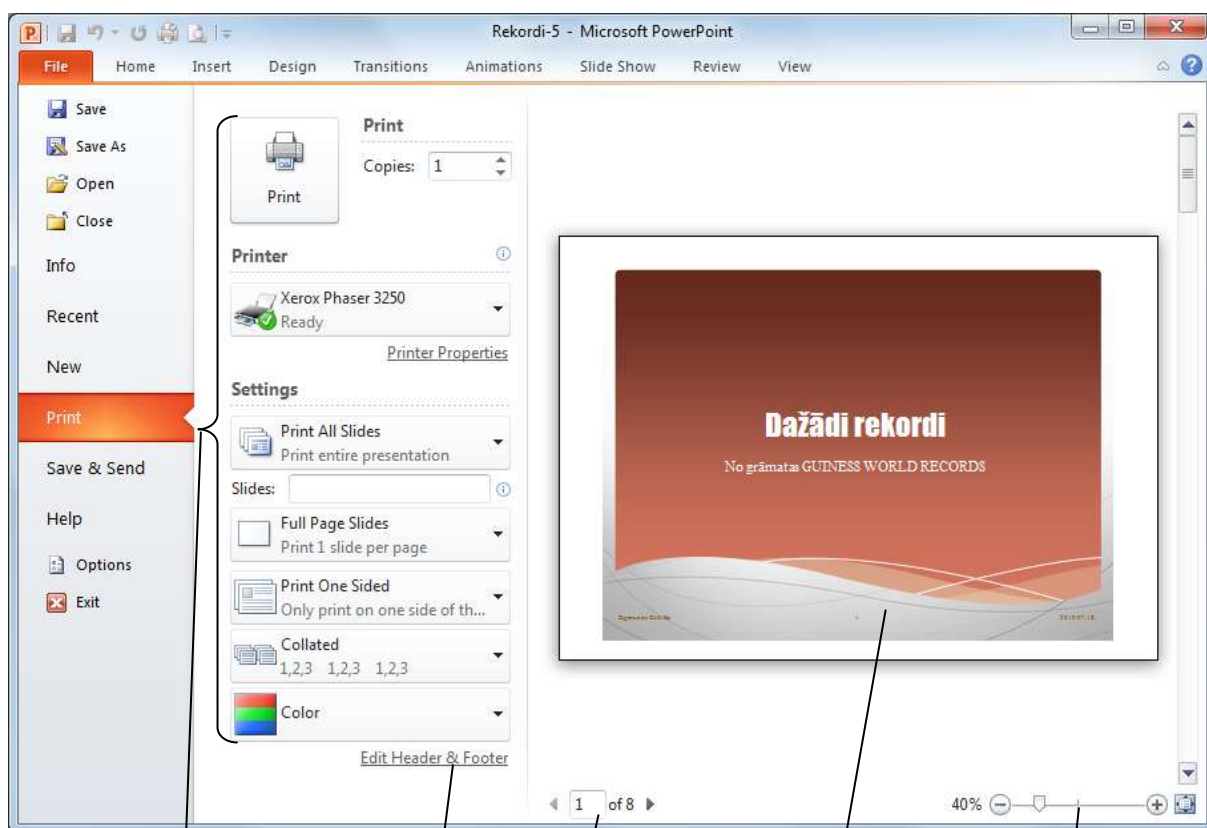 Rekordi-5 - Microsoft PowerPoint
File Home Insert Design Transitions Animations Slide Show Review View
Save
Save As
Open
Close
Info
Recent
New
Print
Save & Send
Help
Options
Exit
Print
Print
Copies: 1
Printer
Xerox Phaser 3250
Ready
Printer Properties
Settings
Print All Slides
Print entire presentation
Slides:
Full Page Slides
Print 1 slide per page
Print One Sided
Only print on one side of th...
Collated
1,2,3 1,2,3 1,2,3
Color
Edit Header & Footer
Dažādi rekordi
No grāmatas GUINESS WORLD RECORDS
1 of 8
40%